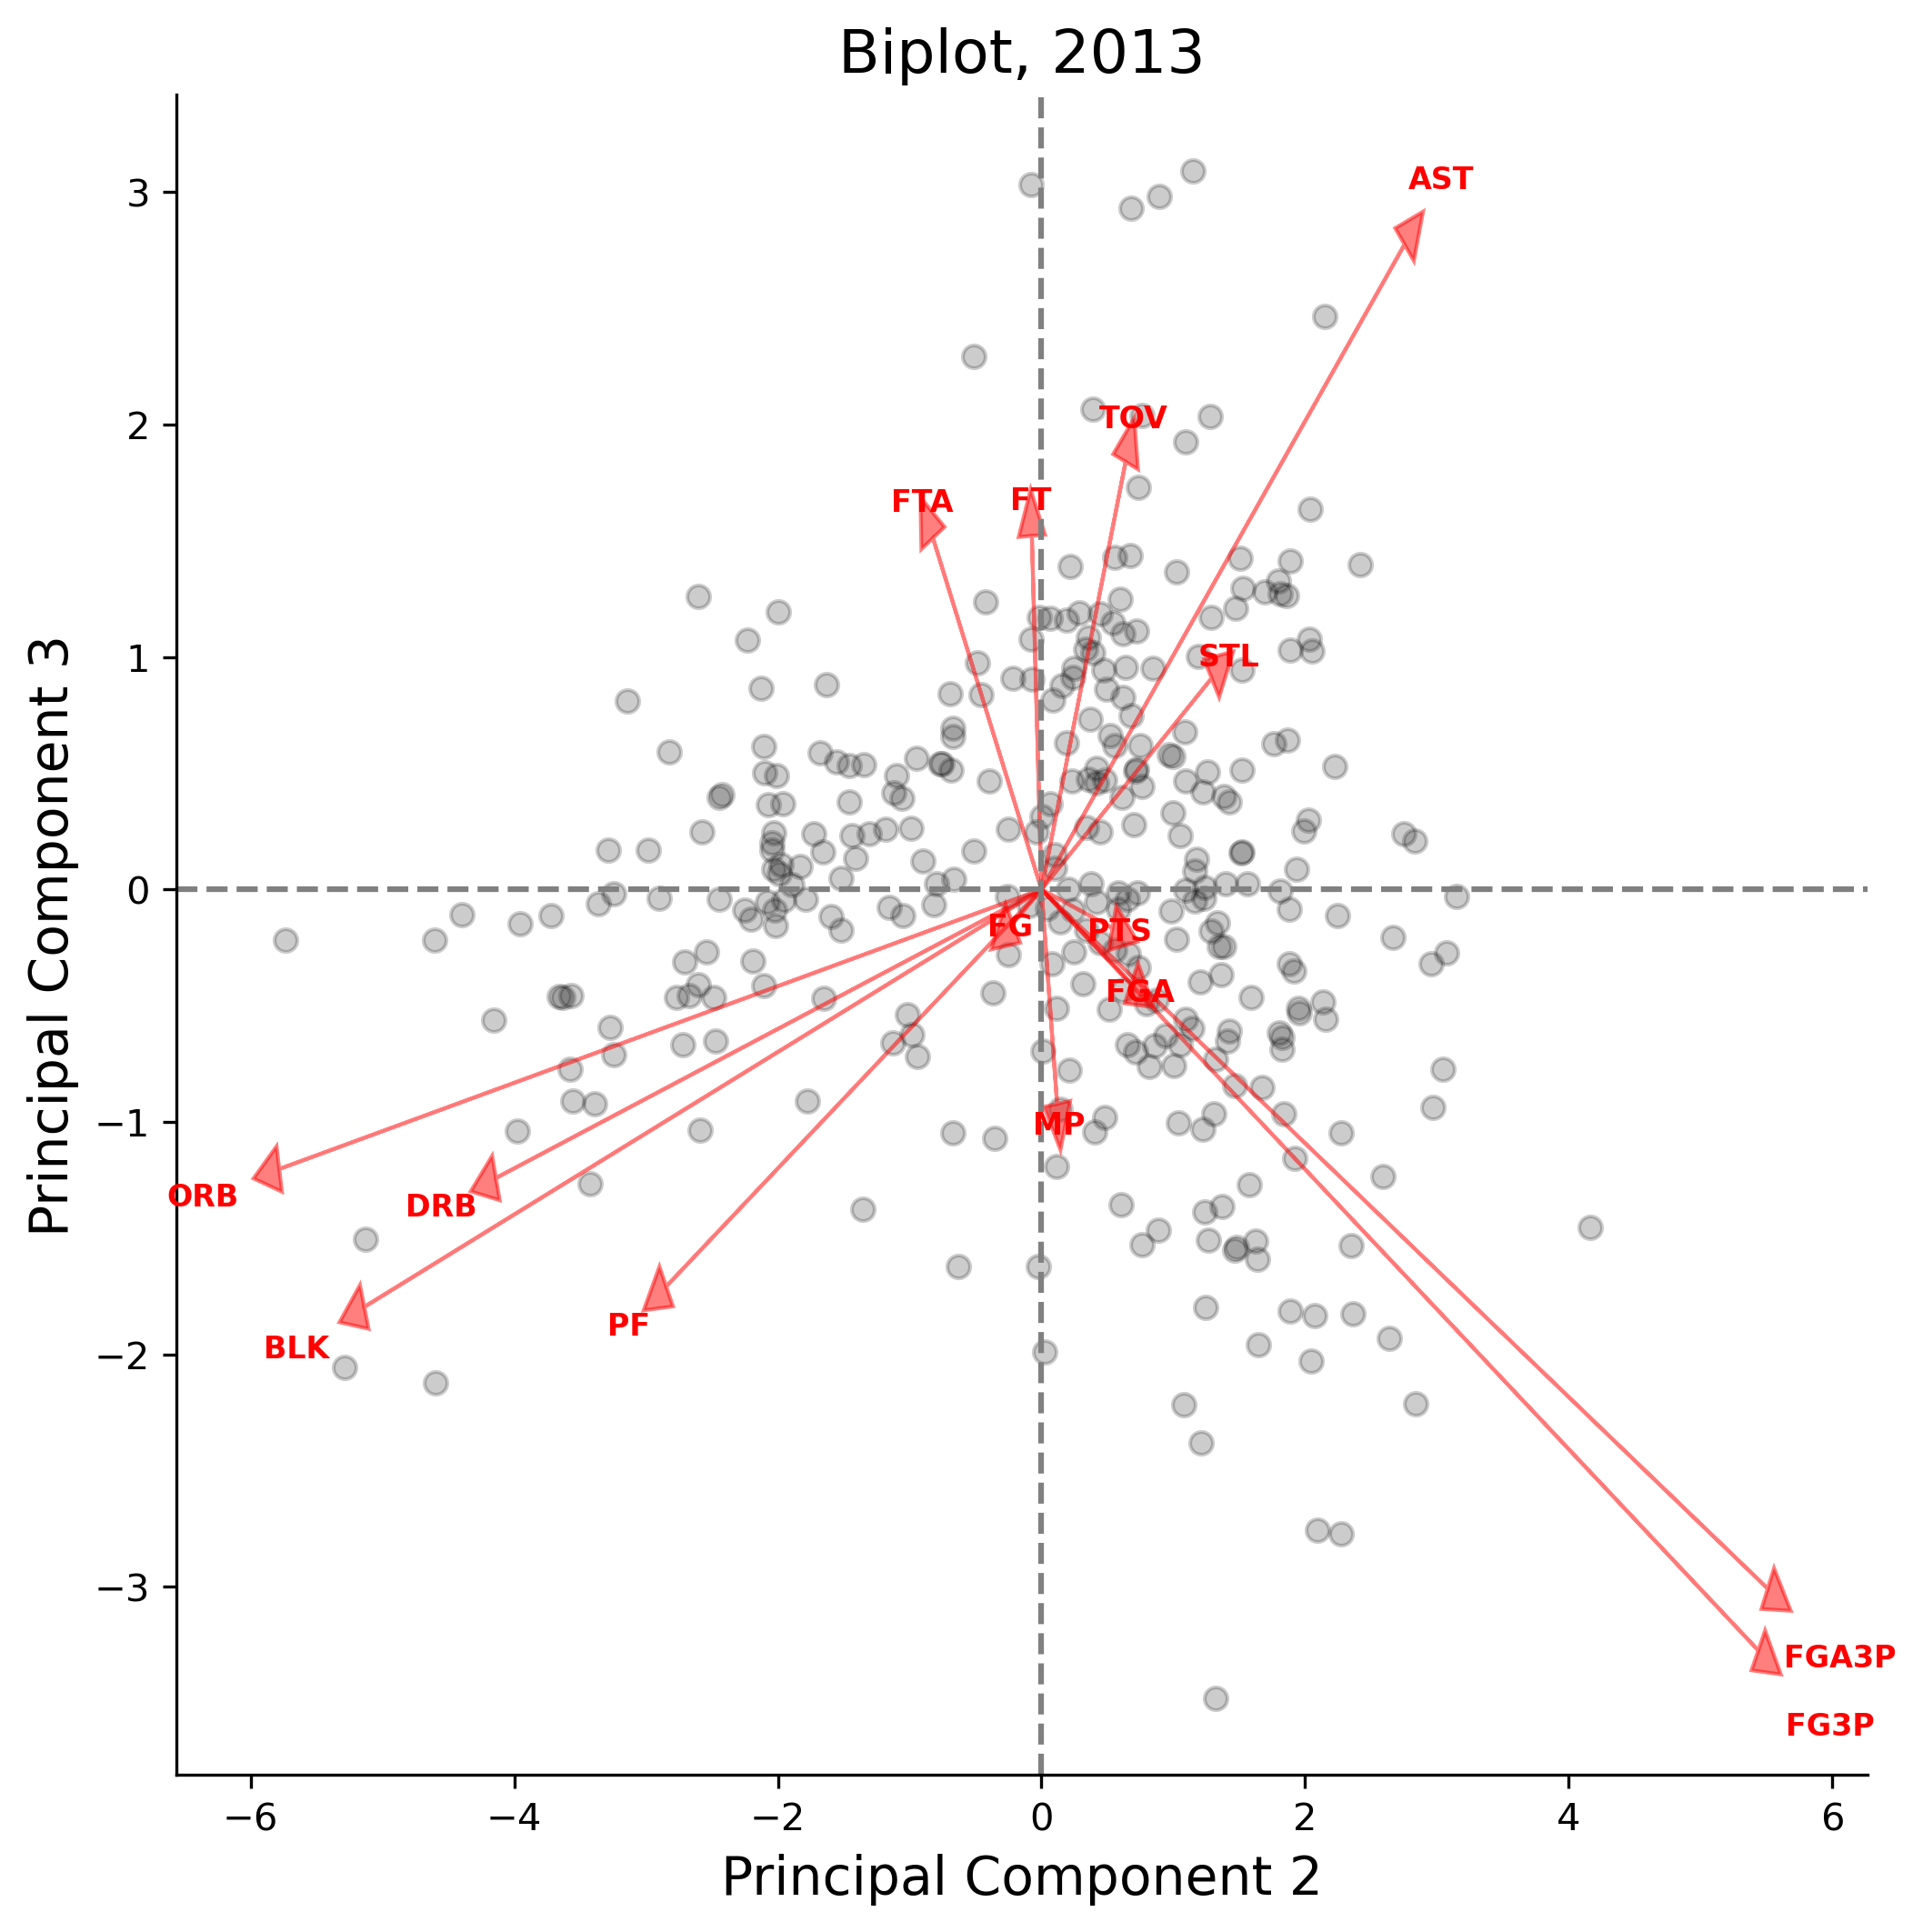 Biplot, 2013
Principal Component 3
3
2
1
0
−1
−2
−3
AST
TOV
FTA
FT
STL
FG
PTS
FGA
MP
ORB
DRB
PF
BLK
FGA3P
FG3P
−6
−4
−2
0
2
4
6
Principal Component 2